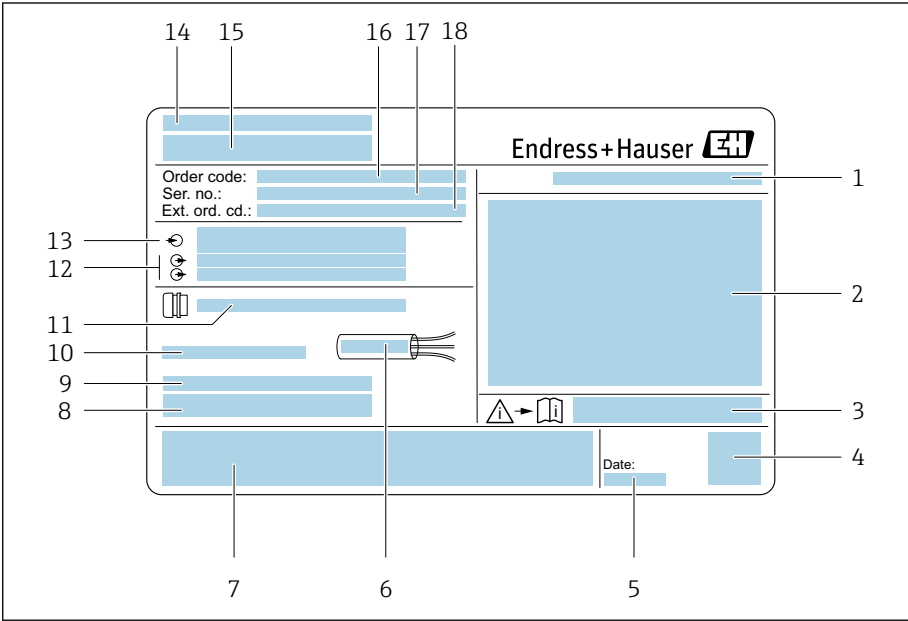 14 15 16 17 18
Endress+Hauser EH
Order code:
Ser. no.:
Ext. ord. cd.:
1
13
12
2
11
10
9
8
i i
3
Date:
4
7 6 5